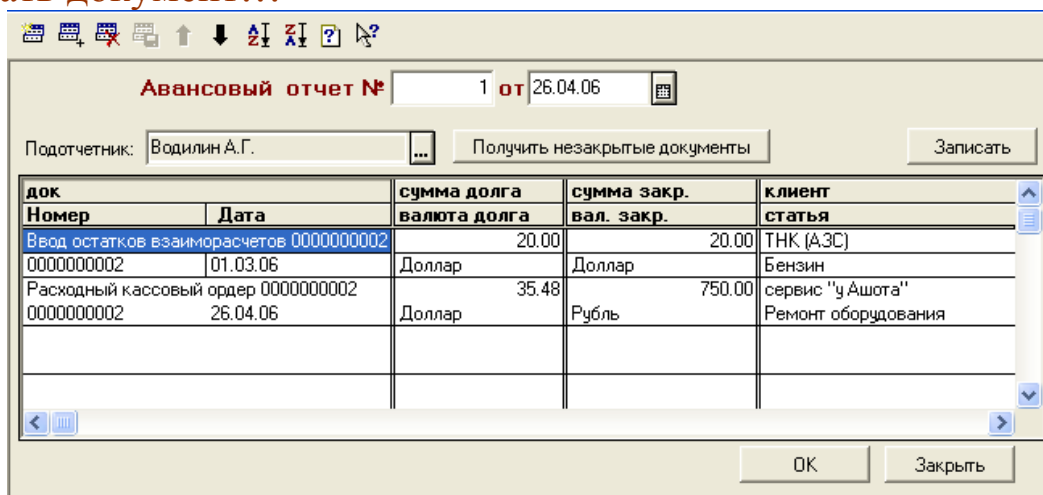 ать документ...
Авансовый отчет № 1 от 26.04.06
Подотчетник: Водилин А.Г. ... Получить незакрытые документы Записать
док сумма долга сумма закр. клиент
Номер Дата валюта долга вал. закр. статья
Ввод остатков взаиморасчетов 0000000002 20.00 20.00 ТНК (АЗС)
0000000002 01.03.06 Доллар Доллар Бензин
Расходный кассовый ордер 0000000002 35.48 750.00 сервис "у Ашота"
0000000002 26.04.06 Доллар Рубль Ремонт оборудования
OK Закрыть